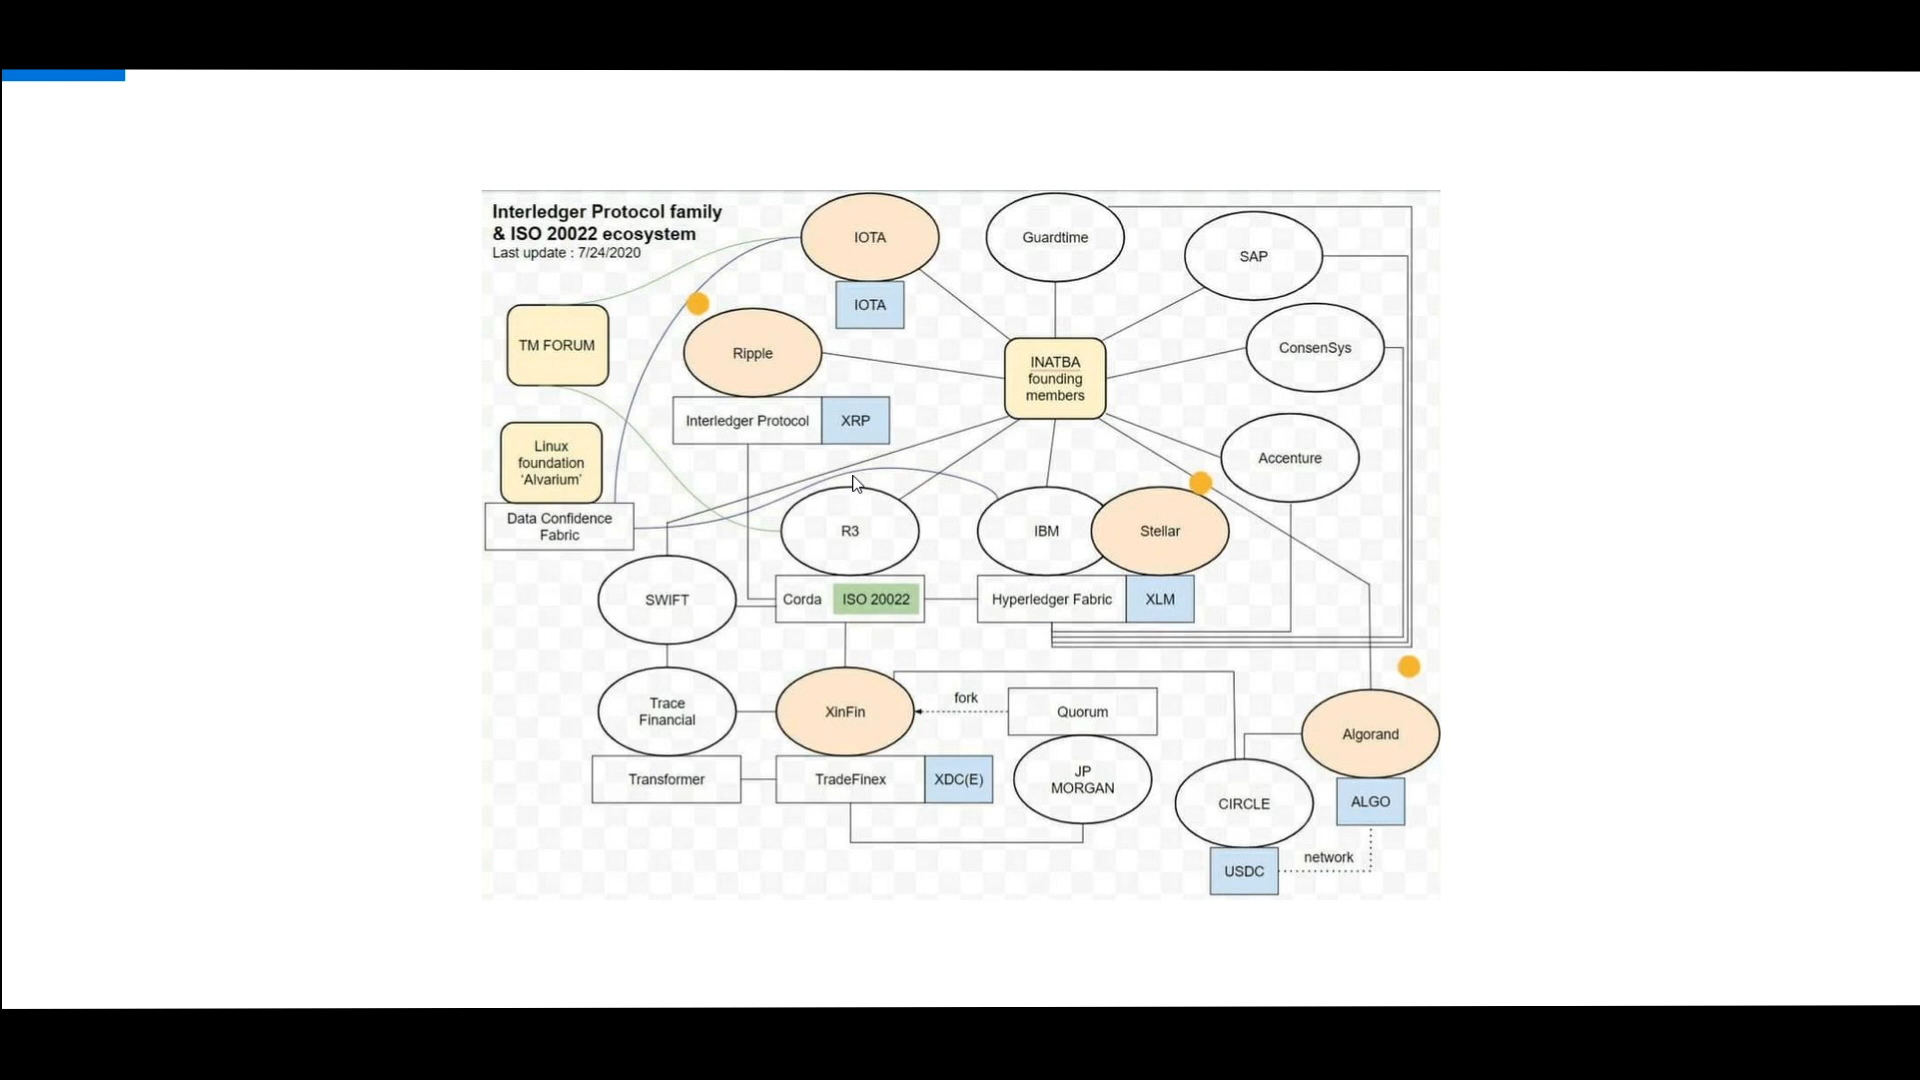 Interledger Protocol family
& ISO 20022 ecosystem
Last update : 7/24/2020
IOTA
IOTA
Guardtime
SAP
TM FORUM
Ripple
Interledger Protocol
XRP
INATBA
founding
members
ConsenSys
Linux
foundation
'Alvarium'
Data Confidence
Fabric
Accenture
R3
IBM
Stellar
SWIFT
Corda
ISO 20022
Hyperledger Fabric
XLM
Trace
Financial
XinFin
fork
Quorum
Algorand
Transformer
TradeFinex
XDC(E)
JP
MORGAN
CIRCLE
ALGO
USDC
network